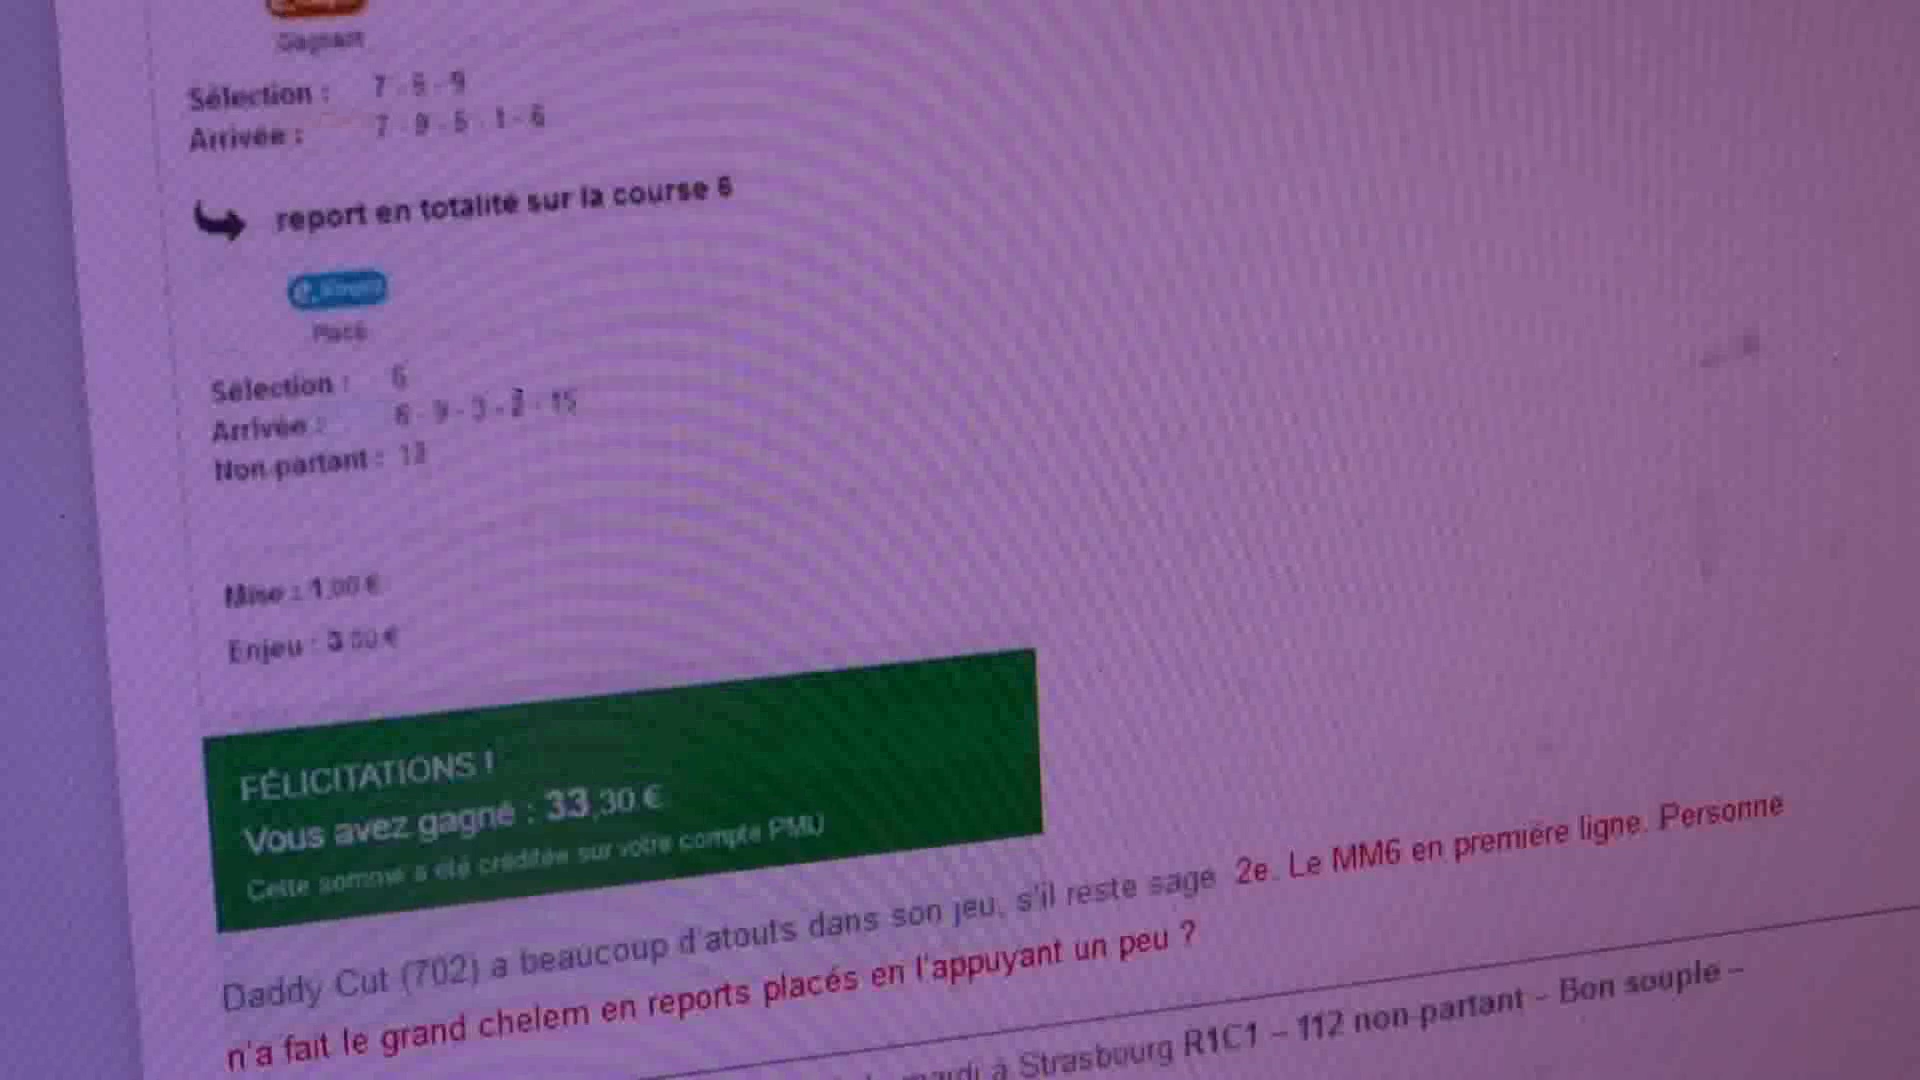 Gagnant
Sélection : 7 - 5 - 9
Arrivée : 7 - 9 - 5 - 1 - 6
report en totalité sur la course 6
Placé
Sélection : 6
Arrivée : 6 - 9 - 3 - 2 - 15
Non-partant :
Mise : 1,00 €
Enjeu : 3,00 €
FÉLICITATIONS !
Vous avez gagné : 33,30 €
Cette somme a été créditée sur votre compte PMU
Daddy Cut (702) a beaucoup d'atouts dans son jeu, s'il reste sage 2e. Le MM6 en première ligne. Personne
n'a fait le grand chelem en reports placés en l'appuyant un peu ?
à Strasbourg R1C1 – 112 non-partant – Bon souple –